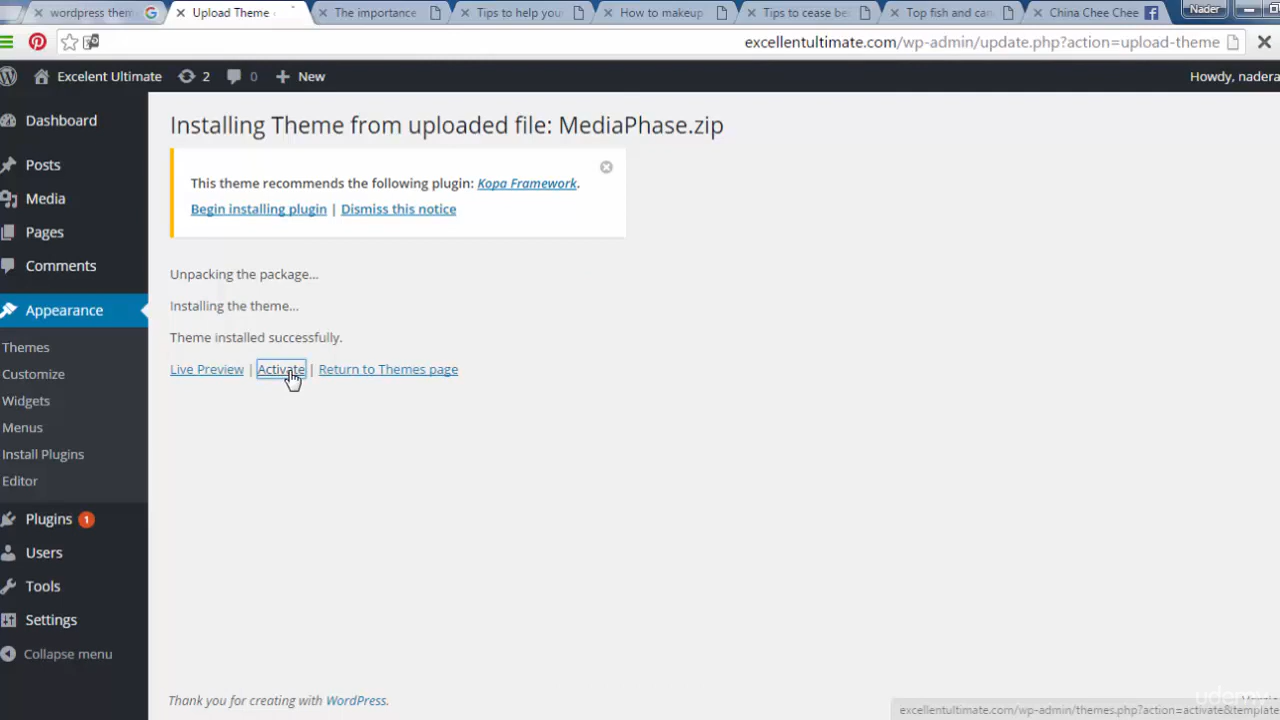 wordpress them
Upload Theme
The importance
Tips to help your
How to makeup
Tips to cease be
Top fish and can
China Chee Chee
Nader
excellentultimate.com/wp-admin/update.php?action=upload-theme
Excelent Ultimate
2
0
New
Howdy, nadera
Dashboard
Posts
Media
Pages
Comments
Appearance
Themes
Customize
Widgets
Menus
Install Plugins
Editor
Plugins 1
Users
Tools
Settings
Collapse menu
Installing Theme from uploaded file: MediaPhase.zip
This theme recommends the following plugin: Kopa Framework.
Begin installing plugin | Dismiss this notice
Unpacking the package...
Installing the theme...
Theme installed successfully.
Live Preview | Activate | Return to Themes page
Thank you for creating with WordPress.
udemy
excellentultimate.com/wp-admin/themes.php?action=activate&template